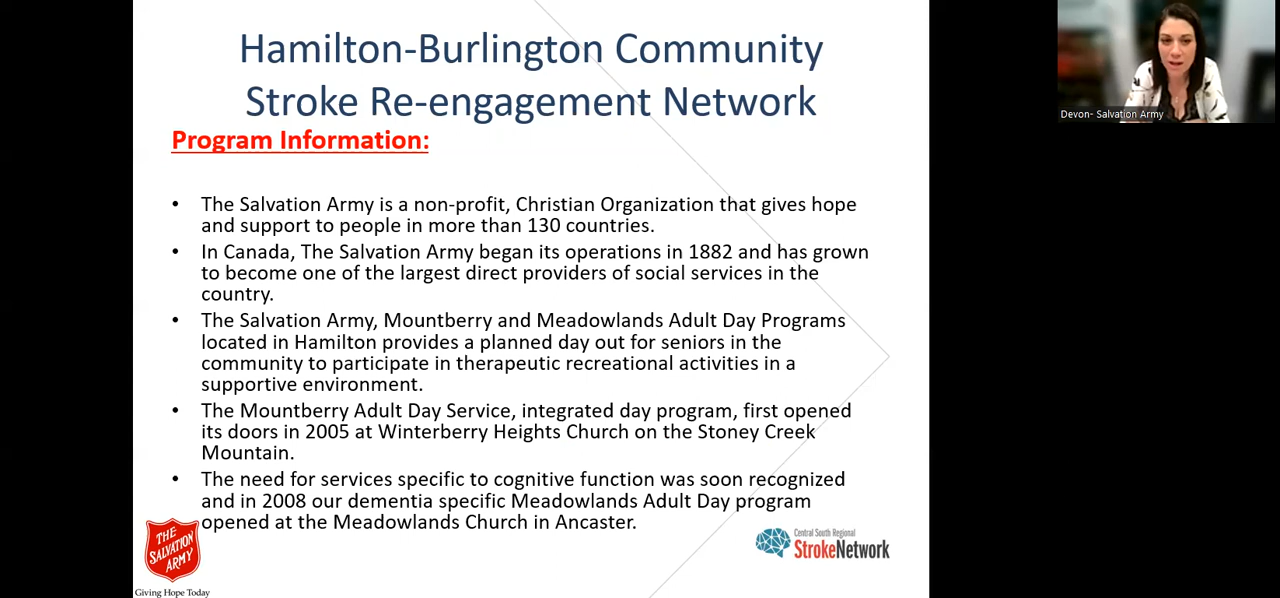 Hamilton-Burlington Community
Stroke Re-engagement Network
Program Information:
• The Salvation Army is a non-profit, Christian Organization that gives hope
and support to people in more than 130 countries.
• In Canada, The Salvation Army began its operations in 1882 and has grown
to become one of the largest direct providers of social services in the
country.
• The Salvation Army, Mountberry and Meadowlands Adult Day Programs
located in Hamilton provides a planned day out for seniors in the
community to participate in therapeutic recreational activities in a
supportive environment.
• The Mountberry Adult Day Service, integrated day program, first opened
its doors in 2005 at Winterberry Heights Church on the Stoney Creek
Mountain.
• The need for services specific to cognitive function was soon recognized
and in 2008 our dementia specific Meadowlands Adult Day program
opened at the Meadowlands Church in Ancaster.
THE
SALVATION
ARMY
Giving Hope Today
Central South Regional
StrokeNetwork
Devon- Salvation Army